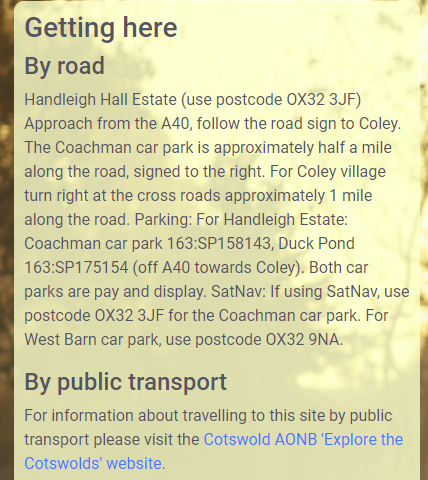 Getting here
By road
Handleigh Hall Estate (use postcode OX32 3JF)
Approach from the A40, follow the road sign to Coley.
The Coachman car park is approximately half a mile
along the road, signed to the right. For Coley village
turn right at the cross roads approximately 1 mile
along the road. Parking: For Handleigh Estate:
Coachman car park 163:SP158143, Duck Pond
163:SP175154 (off A40 towards Coley). Both car
parks are pay and display. SatNav: If using SatNav, use
postcode OX32 3JF for the Coachman car park. For
West Barn car park, use postcode OX32 9NA.
By public transport
For information about travelling to this site by public
transport please visit the Cotswold AONB 'Explore the
Cotswolds' website.